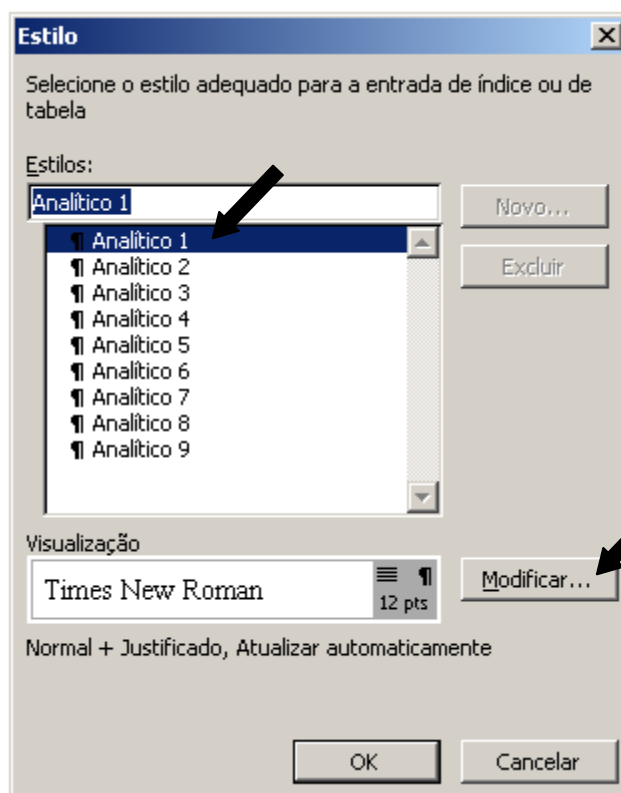 Estilo
Selecione o estilo adequado para a entrada de índice ou de
tabela
Estilos:
Analítico 1
Novo...
¶ Analítico 1
¶ Analítico 2
Excluir
¶ Analítico 3
¶ Analítico 4
¶ Analítico 5
¶ Analítico 6
¶ Analítico 7
¶ Analítico 8
¶ Analítico 9
Visualização
Times New Roman
¶
12 pts
Modificar...
Normal + Justificado, Atualizar automaticamente
OK
Cancelar